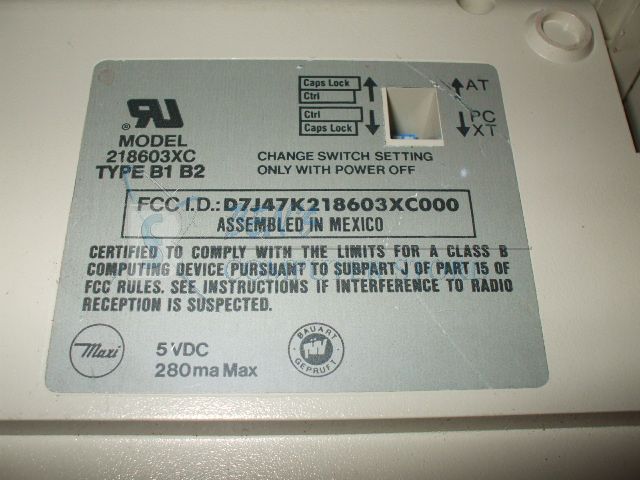 Caps Lock
Ctrl
Ctrl
Caps Lock
AT
PC
XT
®
MODEL
218603XC
TYPE B1 B2
CHANGE SWITCH SETTING
ONLY WITH POWER OFF
FCC I.D.: D7J47K218603XC000
ASSEMBLED IN MEXICO
CERTIFIED TO COMPLY WITH THE LIMITS FOR A CLASS B
COMPUTING DEVICE PURSUANT TO SUBPART J OF PART 15 OF
FCC RULES. SEE INSTRUCTIONS IF INTERFERENCE TO RADIO
RECEPTION IS SUSPECTED.
Maxi
5 VDC
280ma Max
BAUART
GEPRUFT